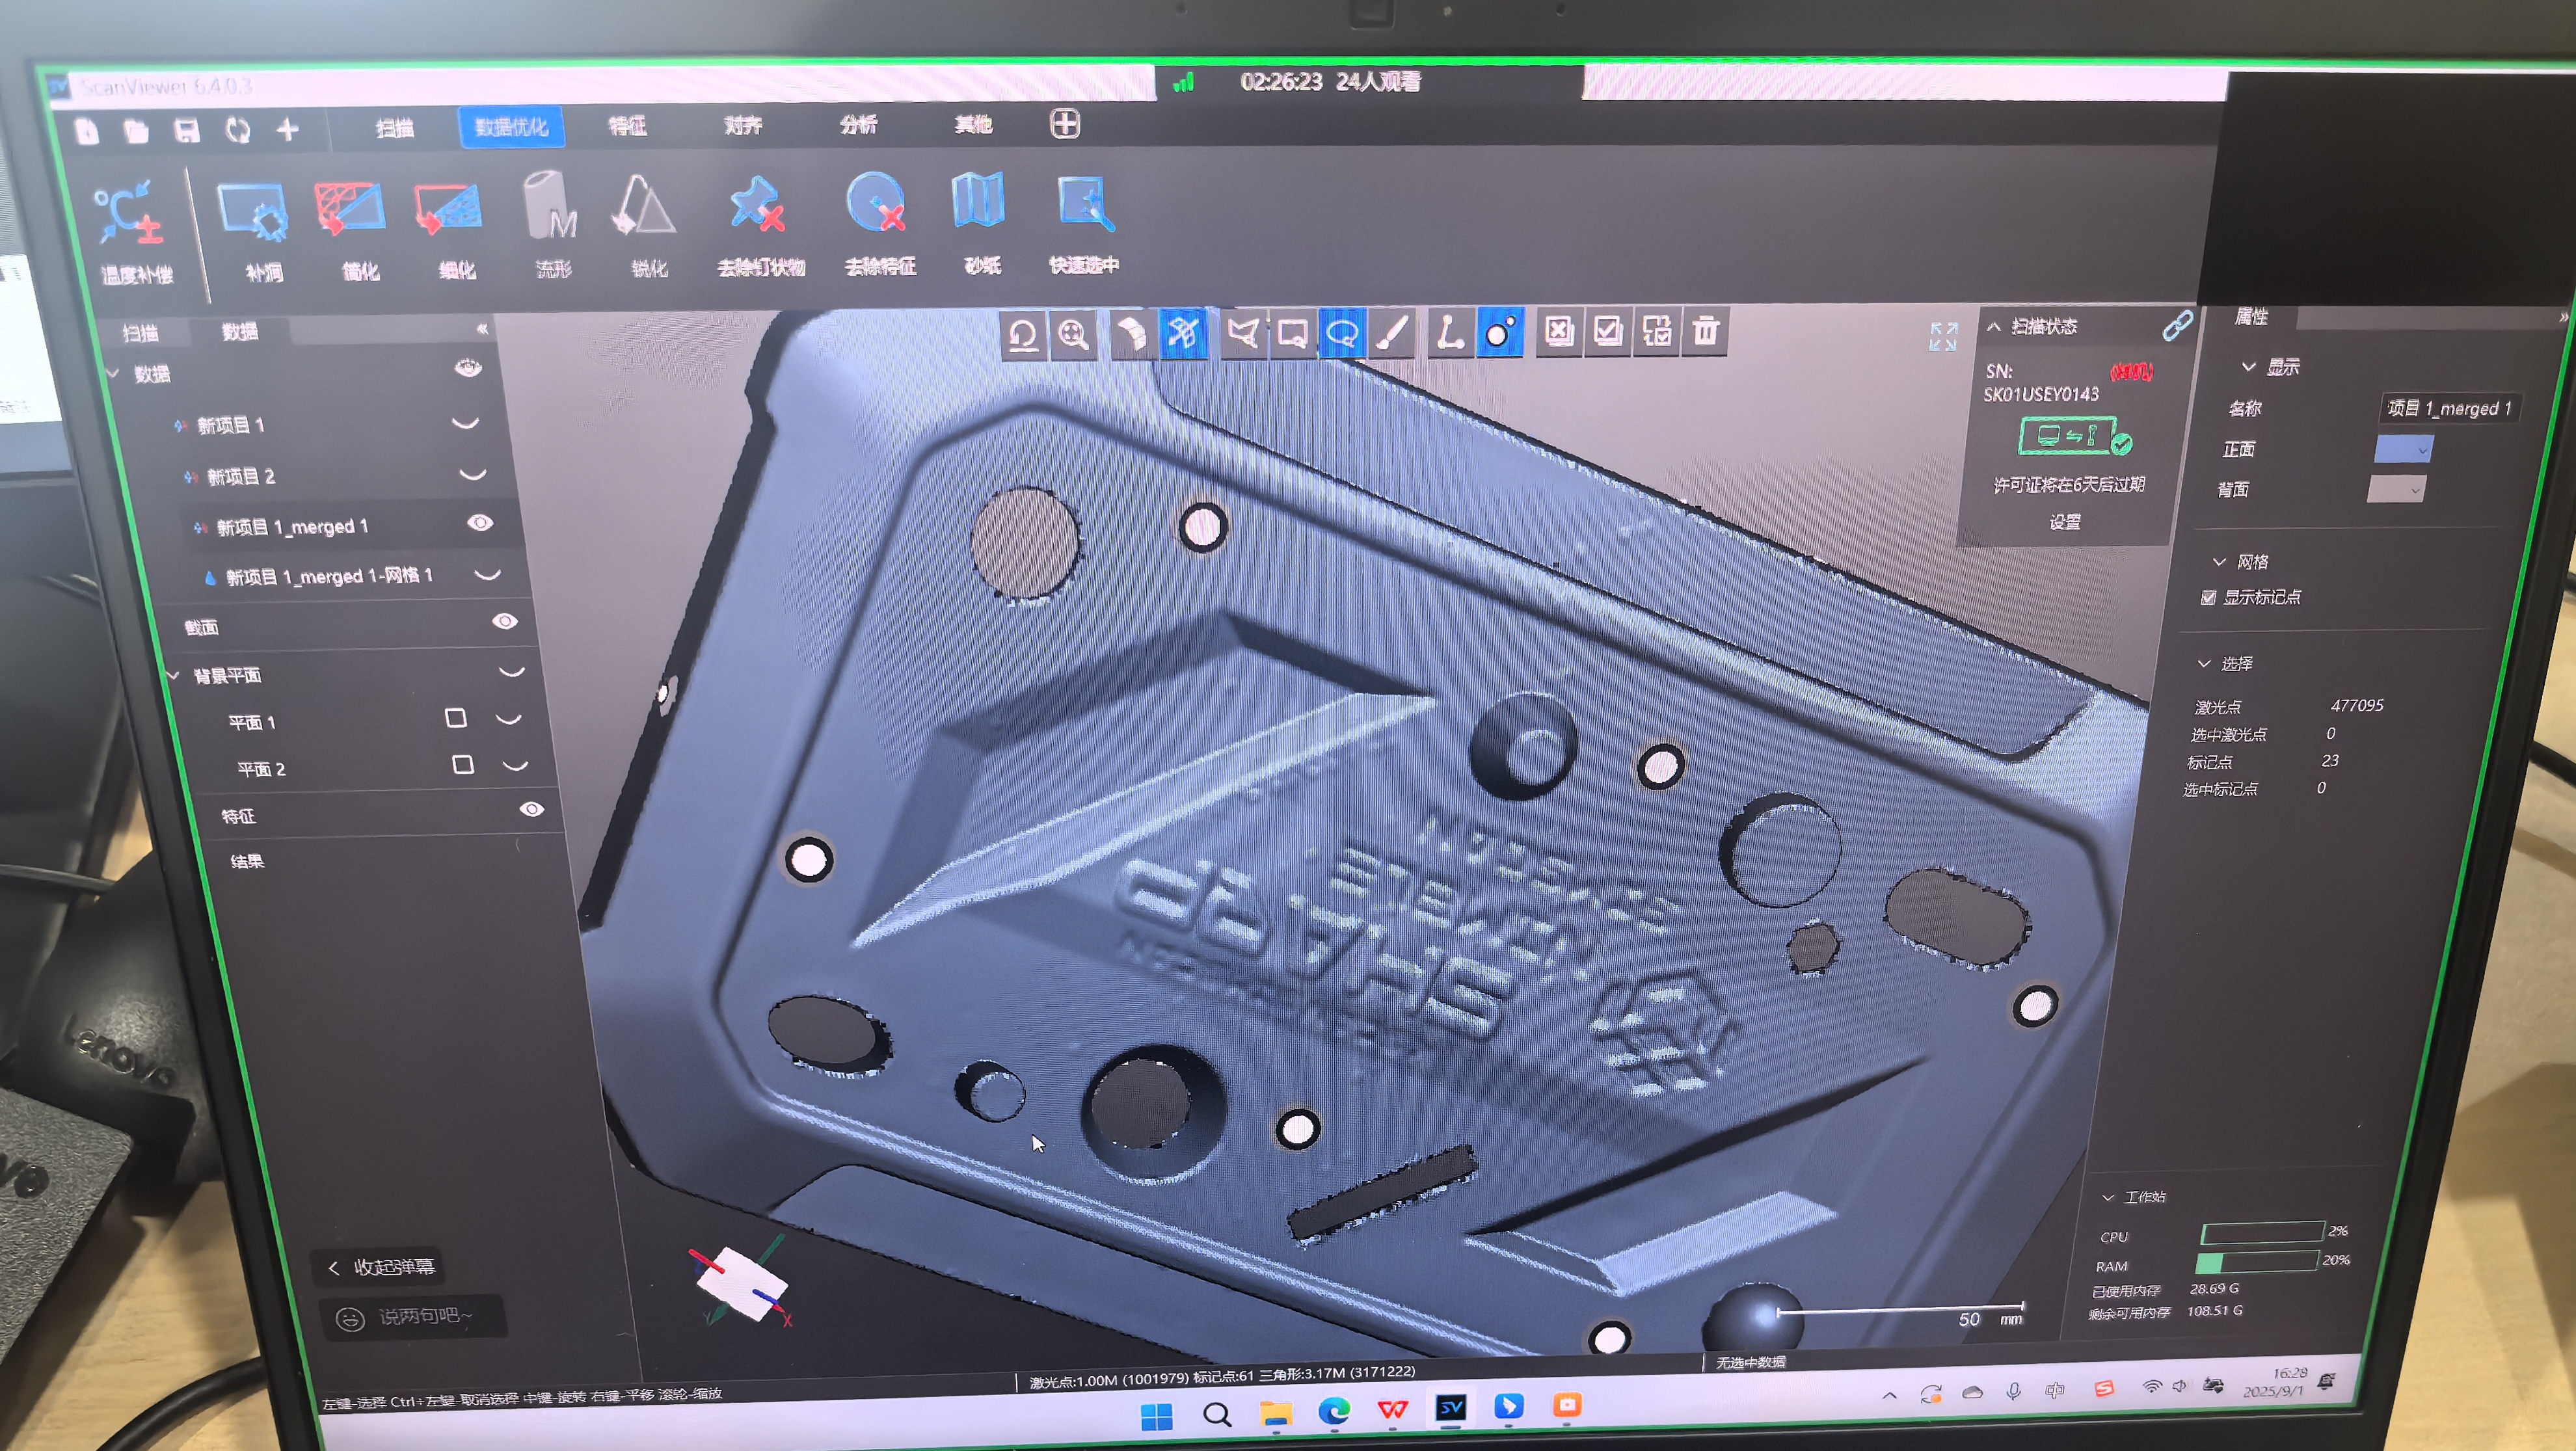 ScanViewer 6.4.0.3
02:26:23 24人观看
扫描 数据优化 特征 对齐 分析 其他
温度补偿 补洞 简化 细化 流形 锐化 去除钉状物 去除特征 砂纸 快速选中
扫描 数据
数据
新项目 1
新项目 2
新项目 1_merged 1
新项目 1_merged 1-网格 1
截面
背景平面
平面 1
平面 2
特征
结果
收起弹幕
说两句吧~
扫描状态
SN:
SK01USEY0143
许可证将在6天后过期
设置
属性
显示
名称 项目 1_merged 1
正面
背面
网格
显示标记点
选择
激光点 477095
选中激光点 0
标记点 23
选中标记点 0
工作站
CPU 2%
RAM 20%
已使用内存 28.69 G
剩余可用内存 108.51 G
50 mm
左键-选择 Ctrl+左键-取消选择 中键-旋转 右键-平移 滚轮-缩放
激光点:1.00M (1001979) 标记点:61 三角形:3.17M (3171222)
无选中数据
中
16:28
2025/9/1
Lenovo